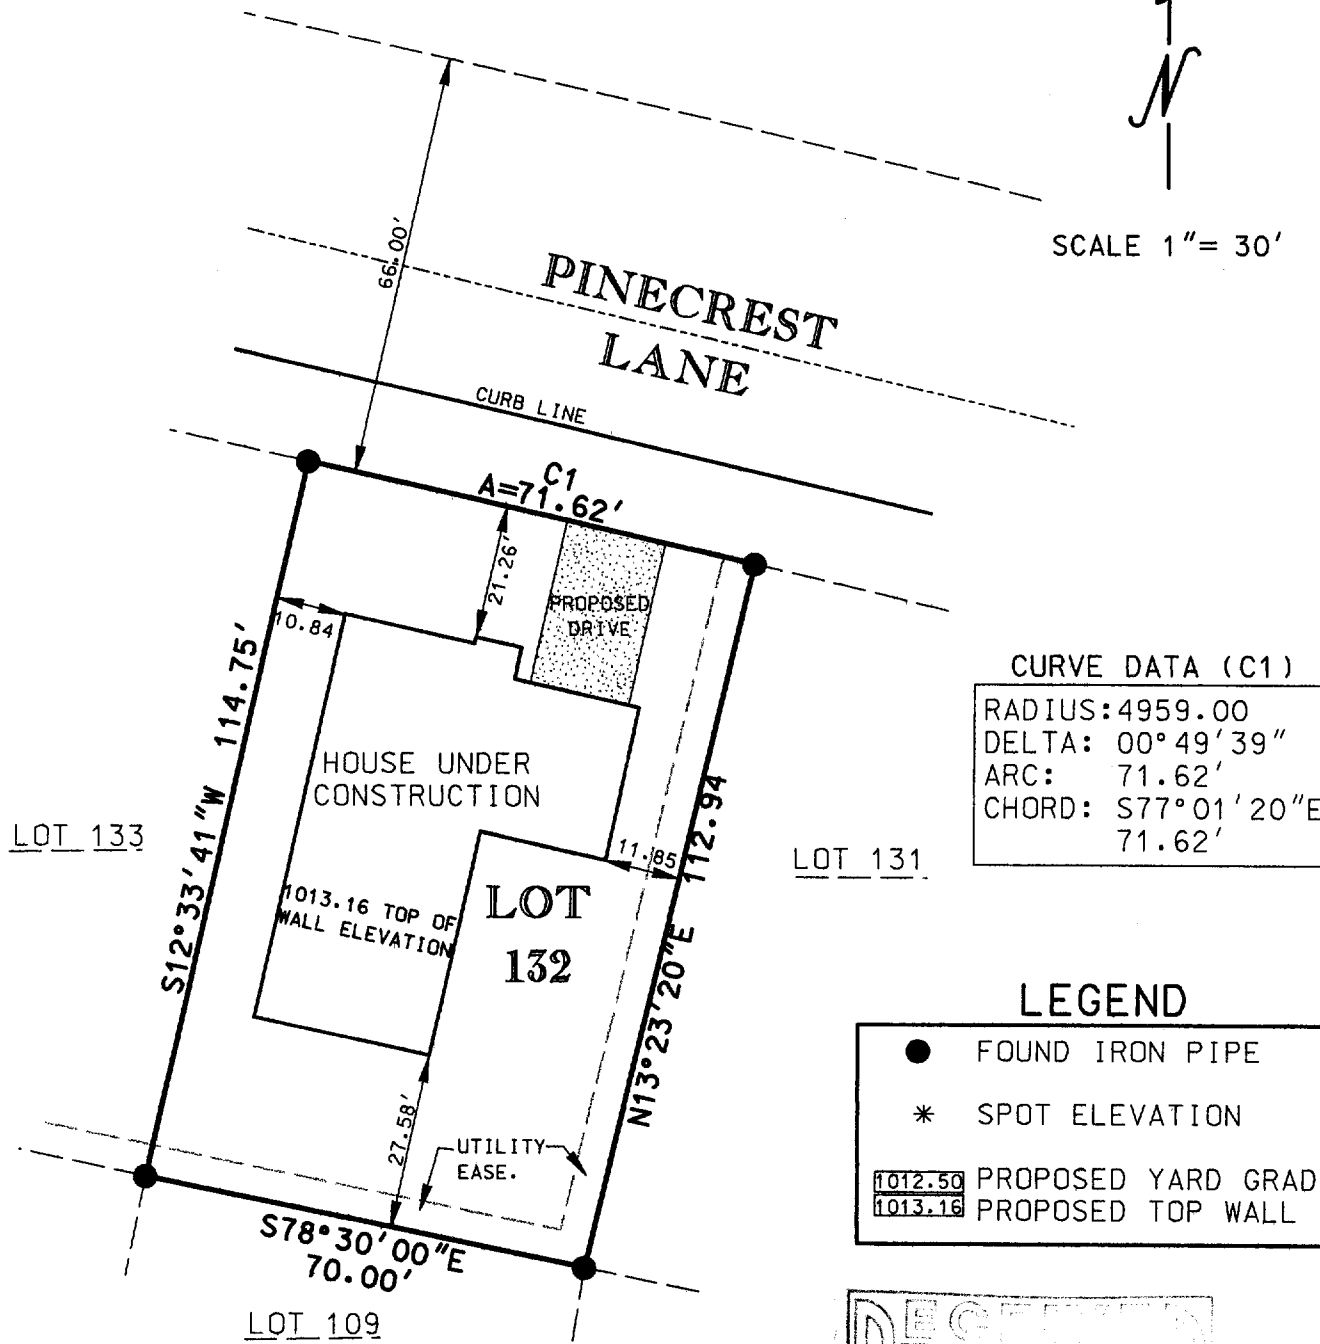 N
SCALE 1"= 30'
66.00'
PINECREST
LANE
CURB LINE
C1
A=71.62'
21.26'
PROPOSED
DRIVE
10.84
S12°33'41"W 114.75'
HOUSE UNDER
CONSTRUCTION
CURVE DATA (C1)
RADIUS: 4959.00
DELTA: 00°49'39"
ARC: 71.62'
CHORD: S77°01'20"E
71.62'
LOT 133
11.85
LOT 131
N13°23'20"E 112.94
1013.16 TOP OF
WALL ELEVATION
LOT
132
LEGEND
FOUND IRON PIPE
* SPOT ELEVATION
1012.50 PROPOSED YARD GRAD
1013.16 PROPOSED TOP WALL
27.58'
UTILITY
EASE.
S78°30'00"E
70.00'
LOT 109